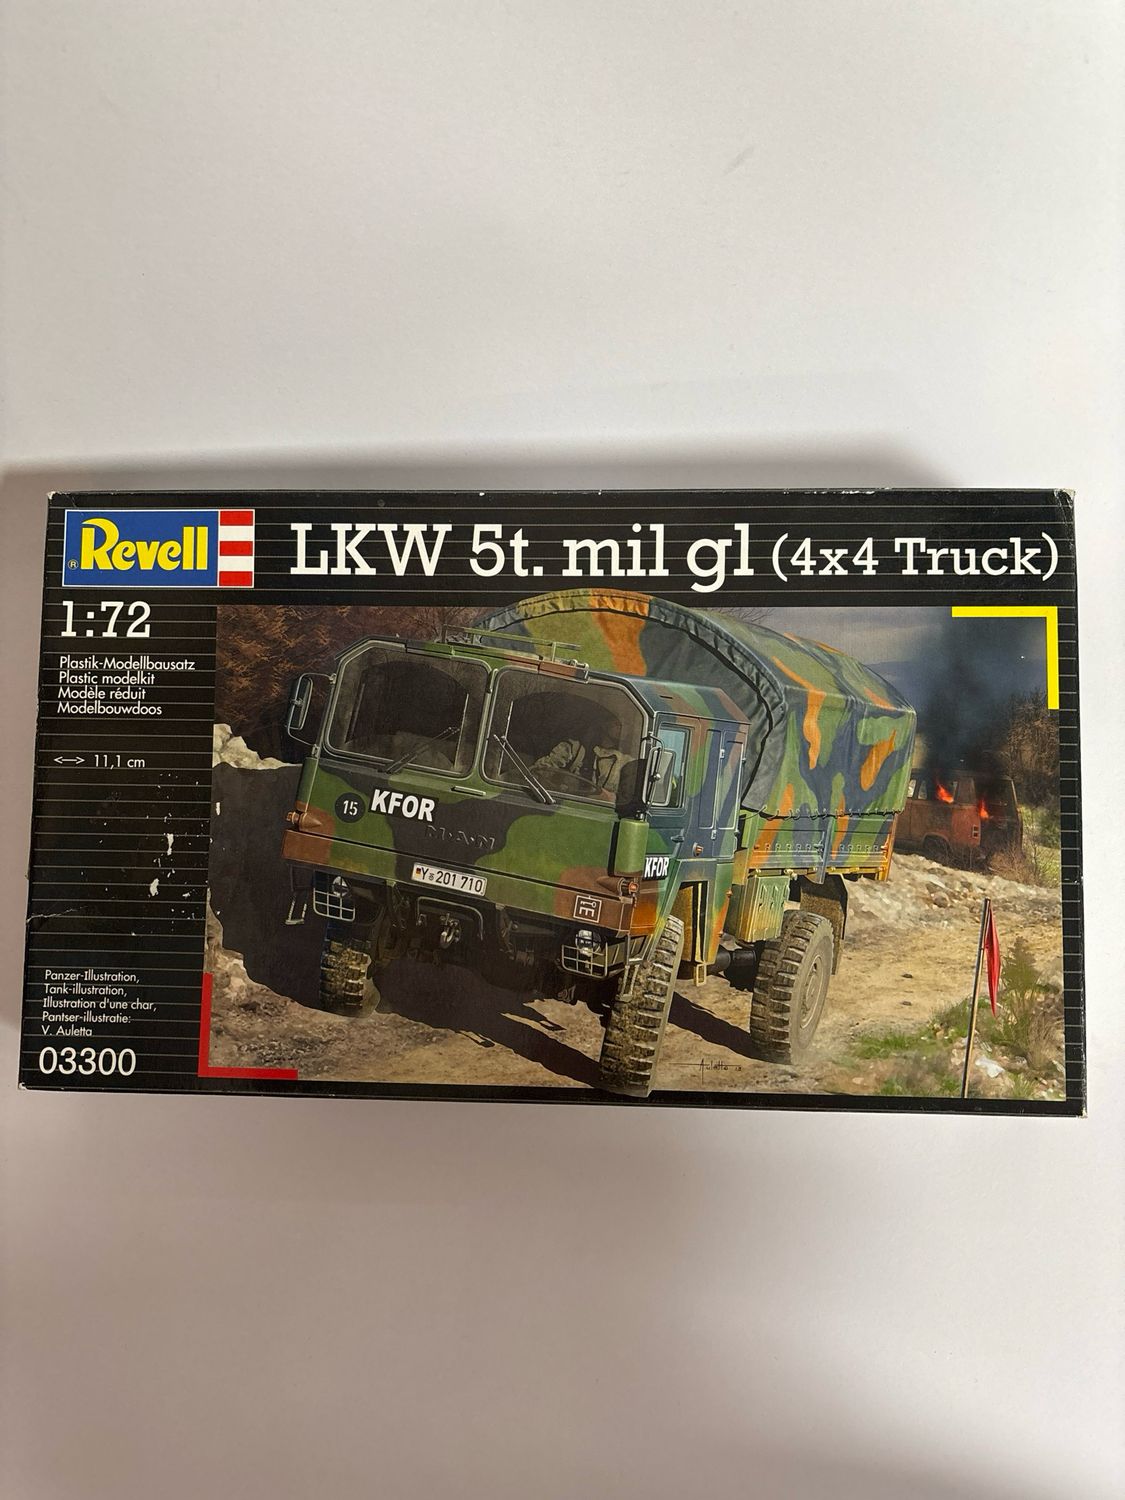 Revell
®
LKW 5t. mil gl (4x4 Truck)
1:72
Plastik-Modellbausatz
Plastic modelkit
Modèle réduit
Modelbouwdoos
<--> 11,1 cm
15 KFOR
M·A·N
KFOR
Y 201 710
Panzer-Illustration,
Tank-illustration,
Illustration d'une char,
Pantser-illustratie:
V. Auletta
03300
Auletta